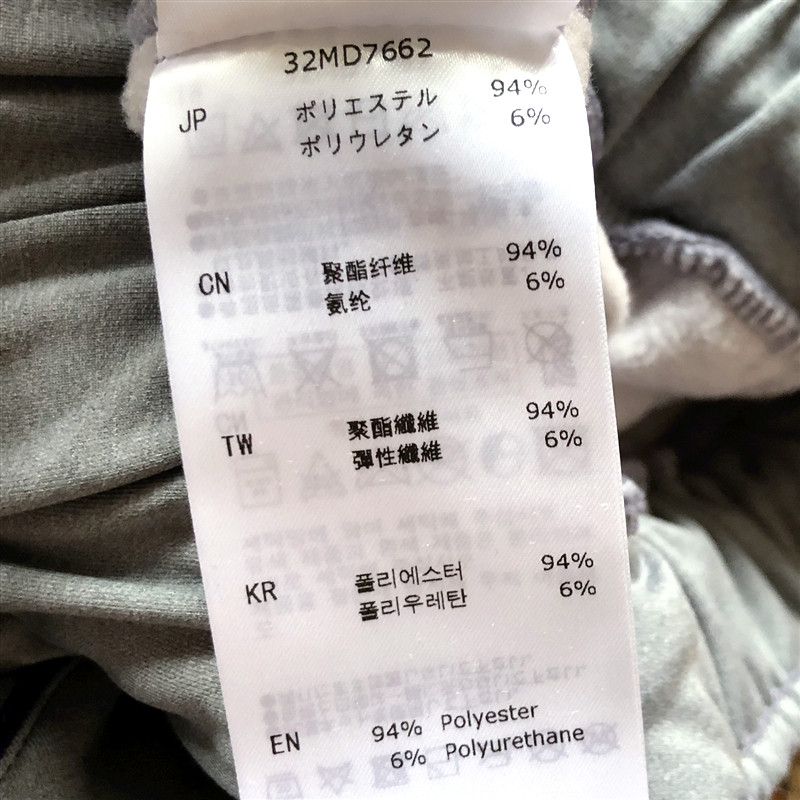 32MD7662
JP ポリエステル 94%
ポリウレタン 6%
CN 聚酯纤维 94%
氨纶 6%
TW 聚酯纖維 94%
彈性纖維 6%
KR 폴리에스터 94%
폴리우레탄 6%
EN 94% Polyester
6% Polyurethane